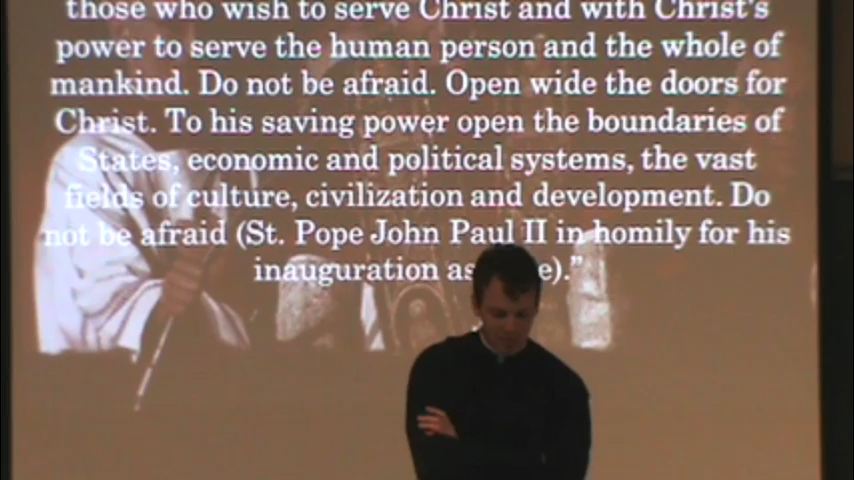 those who wish to serve Christ and with Christ's
power to serve the human person and the whole of
mankind. Do not be afraid. Open wide the doors for
Christ. To his saving power open the boundaries of
States, economic and political systems, the vast
fields of culture, civilization and development. Do
not be afraid (St. Pope John Paul II in homily for his
inauguration as e)."